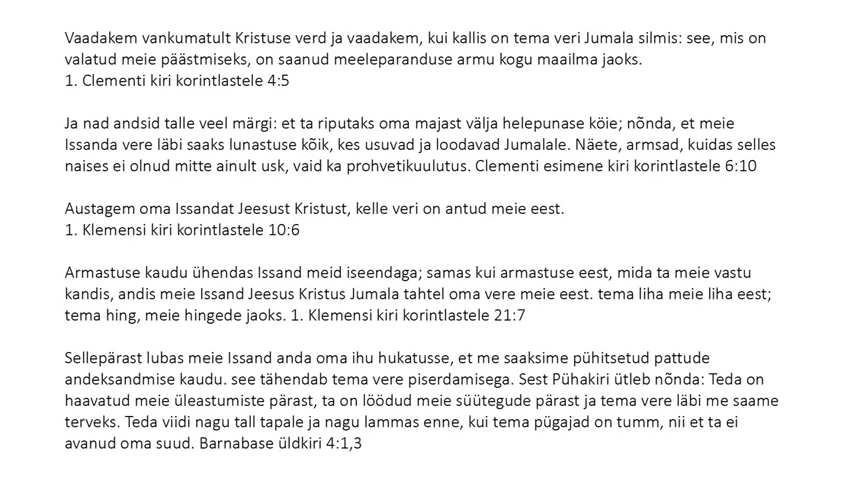 Vaadakem vankumatult Kristuse verd ja vaadakem, kui kallis on tema veri Jumala silmis: see, mis on
valatud meie päästmiseks, on saanud meeleparanduse armu kogu maailma jaoks.
1. Clementi kiri korintlastele 4:5
Ja nad andsid talle veel märgi: et ta riputaks oma majast välja helepunase köie; nõnda, et meie
Issanda vere läbi saaks lunastuse kõik, kes usuvad ja loodavad Jumalale. Näete, armsad, kuidas selles
naises ei olnud mitte ainult usk, vaid ka prohvetikuulutus. Clementi esimene kiri korintlastele 6:10
Austagem oma Issandat Jeesust Kristust, kelle veri on antud meie eest.
1. Klemensi kiri korintlastele 10:6
Armastuse kaudu ühendas Issand meid iseendaga; samas kui armastuse eest, mida ta meie vastu
kandis, andis meie Issand Jeesus Kristus Jumala tahtel oma vere meie eest. tema liha meie liha eest;
tema hing, meie hingede jaoks. 1. Klemensi kiri korintlastele 21:7
Sellepärast lubas meie Issand anda oma ihu hukatusse, et me saaksime pühitsetud pattude
andeksandmise kaudu. see tähendab tema vere piserdamisega. Sest Pühakiri ütleb nõnda: Teda on
haavatud meie üleastumiste pärast, ta on löödud meie süütegude pärast ja tema vere läbi me saame
terveks. Teda viidi nagu tall tapale ja nagu lammas enne, kui tema pügajad on tumm, nii et ta ei
avanud oma suud. Barnabase üldkiri 4:1,3